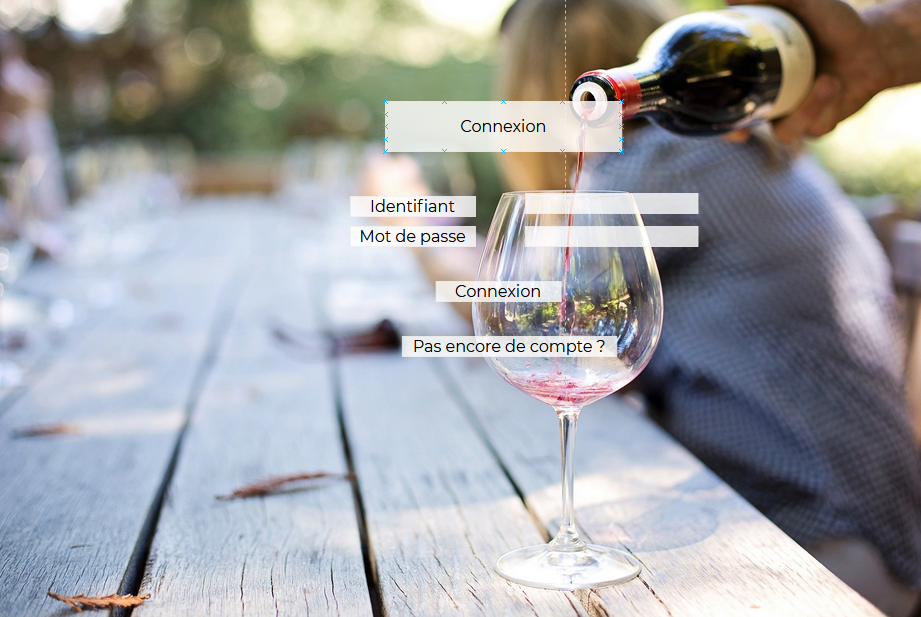 Connexion
Identifiant
Mot de passe
Connexion
Pas encore de compte ?